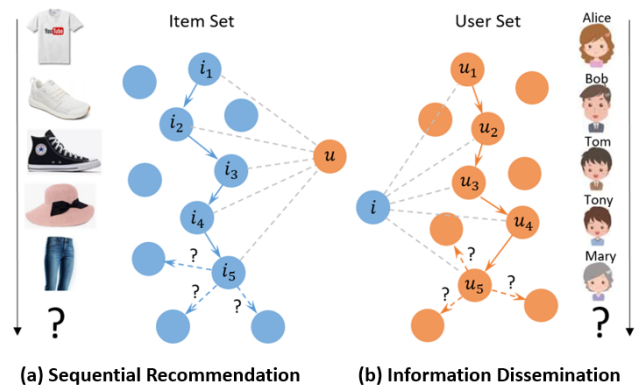 Item Set
User Set
YouTube
i₁
i₂
i₃
i₄
i₅
u
?
?
?
?
(a) Sequential Recommendation
u₁
u₂
u₃
u₄
u₅
i
?
?
?
Alice
Bob
Tom
Tony
Mary
?
(b) Information Dissemination